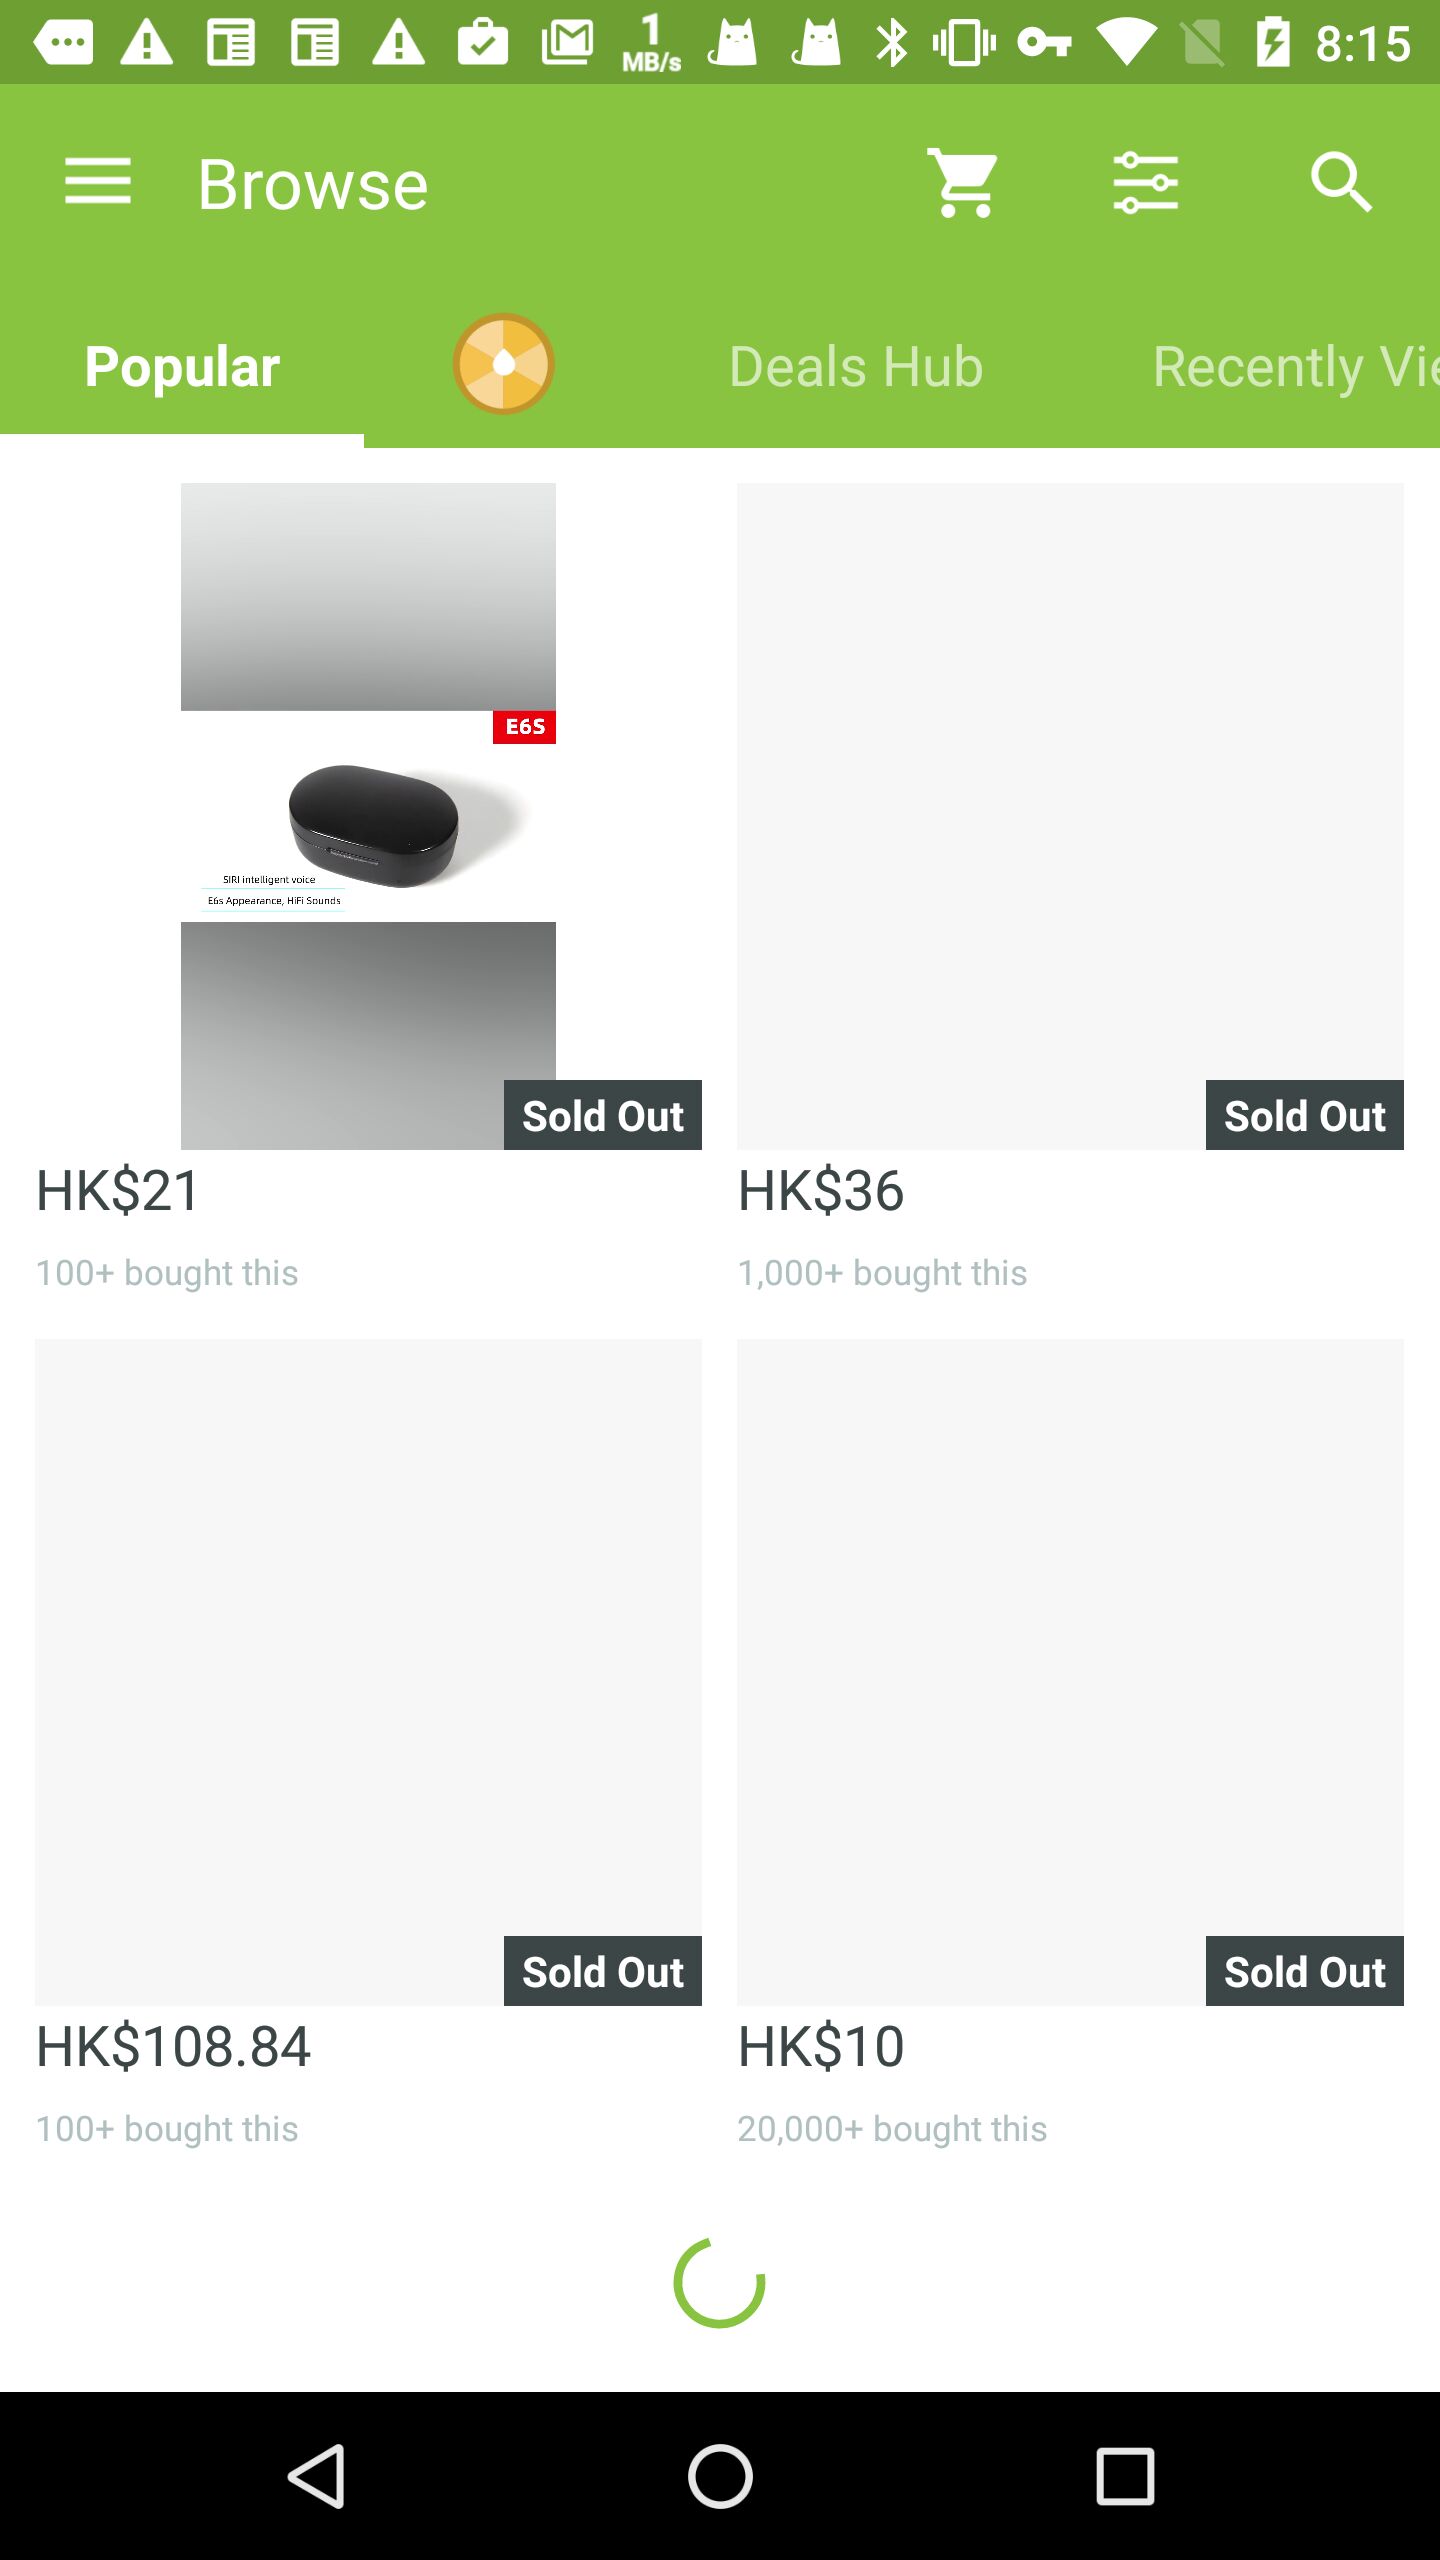 1
MB/s
8:15
Browse
Popular
Deals Hub
Recently Vie
E6S
SIRI intelligent voice
E6s Appearance, HiFi Sounds
Sold Out
Sold Out
HK$21
HK$36
100+ bought this
1,000+ bought this
Sold Out
Sold Out
HK$108.84
HK$10
100+ bought this
20,000+ bought this